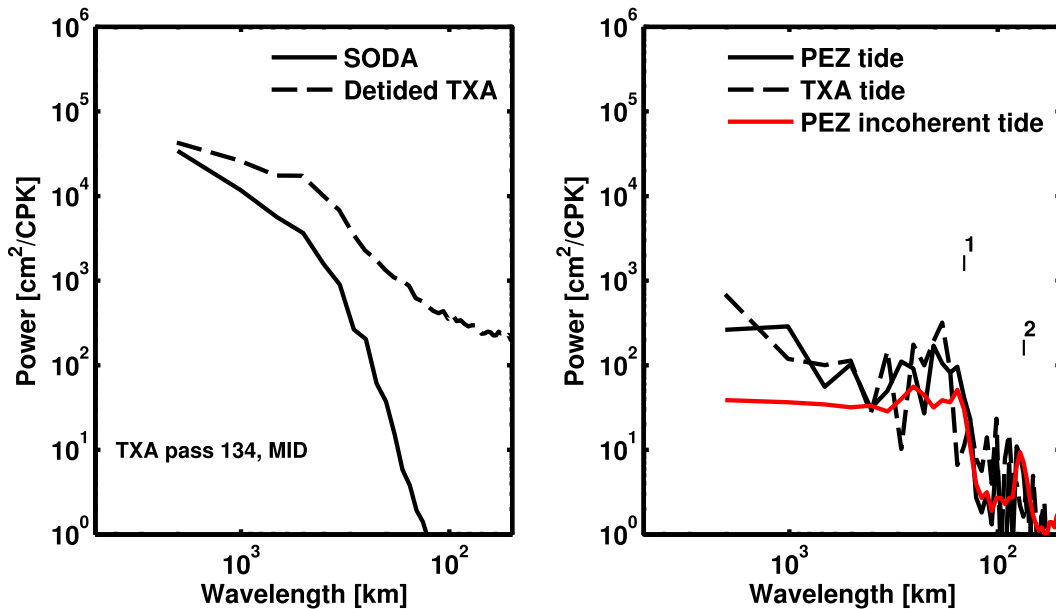 SODA
Detided TXA
10^6
10^5
10^4
10^3
10^2
10^1
10^0
Power [cm^2/CPK]
TXA pass 134, MID
10^3
10^2
Wavelength [km]
PEZ tide
TXA tide
PEZ incoherent tide
10^6
10^5
10^4
10^3
10^2
10^1
10^0
Power [cm^2/CPK]
|^1
|^2
10^3
10^2
Wavelength [km]